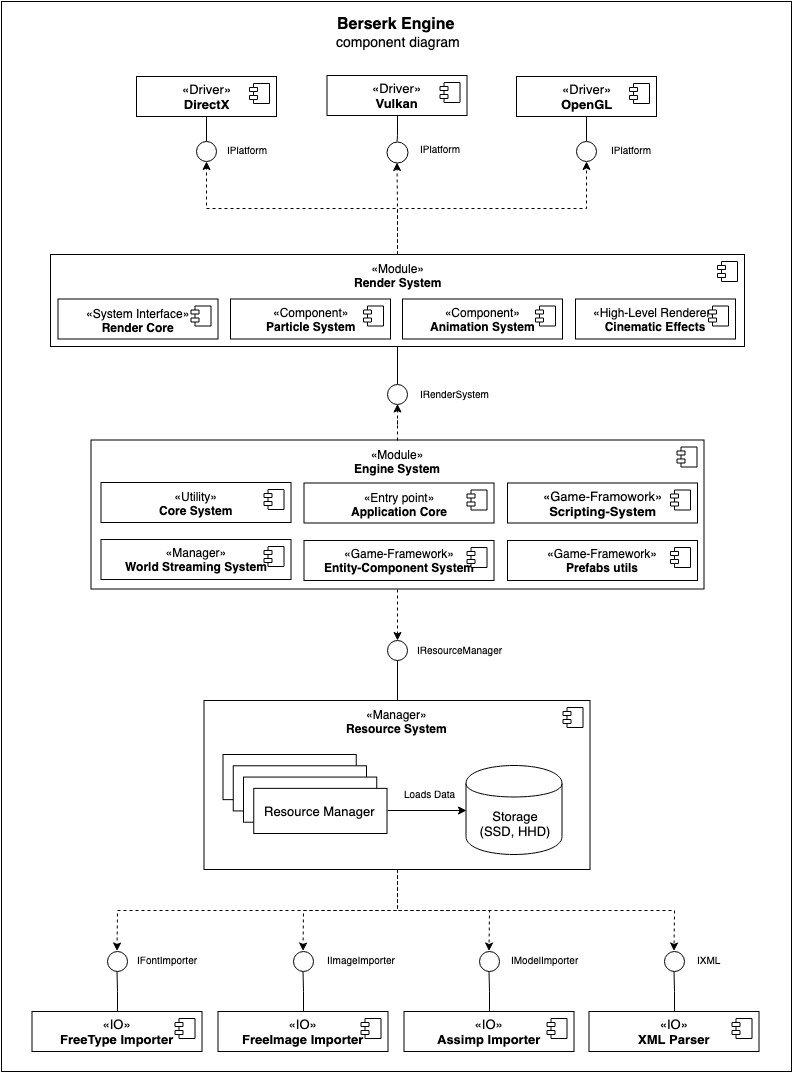 Berserk Engine
component diagram
«Driver»
DirectX
«Driver»
Vulkan
«Driver»
OpenGL
IPlatform
IPlatform
IPlatform
«Module»
Render System
«System Interface»
Render Core
«Component»
Particle System
«Component»
Animation System
«High-Level Renderer
Cinematic Effects
IRenderSystem
«Module»
Engine System
«Utility»
Core System
«Entry point»
Application Core
«Game-Framowork»
Scripting-System
«Manager»
World Streaming System
«Game-Framework»
Entity-Component System
«Game-Framework»
Prefabs utils
IResourceManager
«Manager»
Resource System
Resource Manager
Loads Data
Storage
(SSD, HHD)
IFontImporter
IImageImporter
IModelImporter
IXML
«IO»
FreeType Importer
«IO»
FreeImage Importer
«IO»
Assimp Importer
«IO»
XML Parser